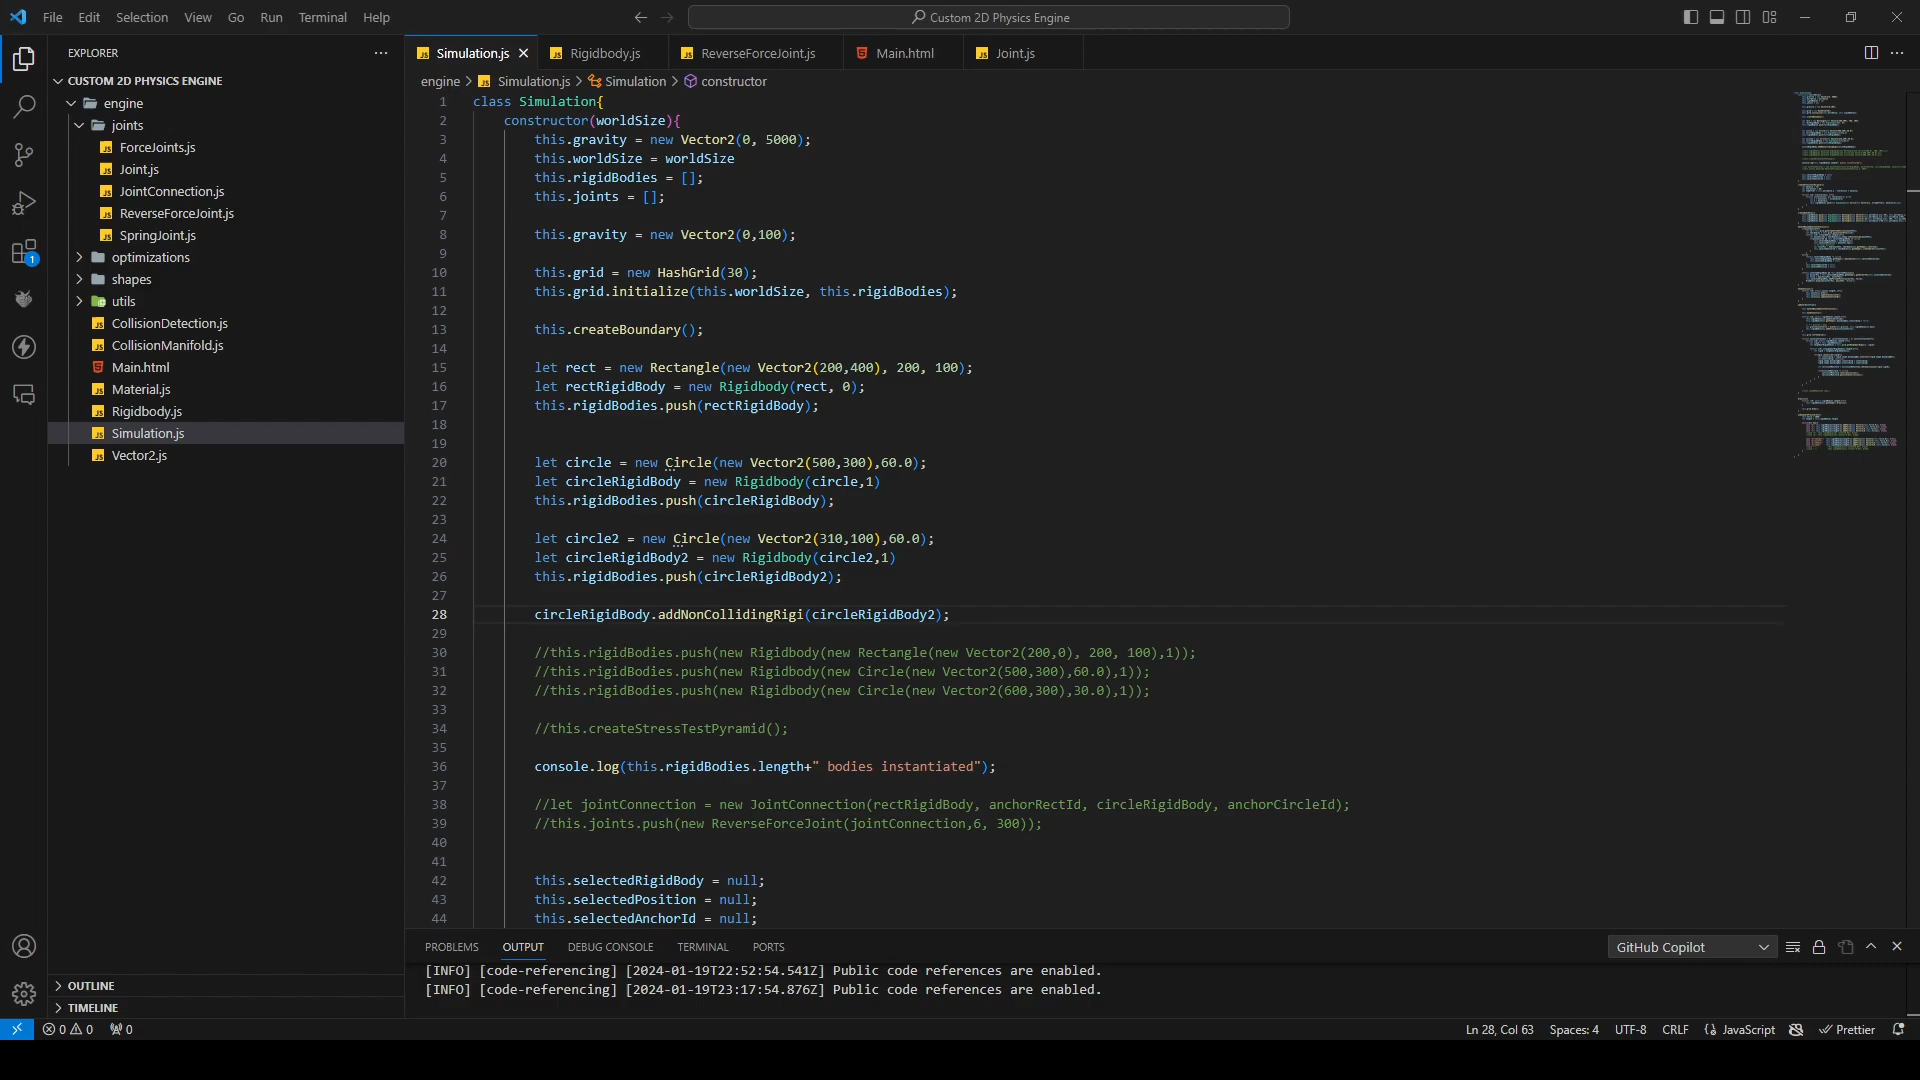 File Edit Selection View Go Run Terminal Help
Custom 2D Physics Engine
EXPLORER
CUSTOM 2D PHYSICS ENGINE
engine
joints
ForceJoints.js
Joint.js
JointConnection.js
ReverseForceJoint.js
SpringJoint.js
optimizations
shapes
utils
CollisionDetection.js
CollisionManifold.js
Main.html
Material.js
Rigidbody.js
Simulation.js
Vector2.js
OUTLINE
TIMELINE
1
Simulation.js Rigidbody.js ReverseForceJoint.js Main.html Joint.js
engine > Simulation.js > Simulation > constructor
1 class Simulation{
2 constructor(worldSize){
3 this.gravity = new Vector2(0, 5000);
4 this.worldSize = worldSize
5 this.rigidBodies = [];
6 this.joints = [];
7
8 this.gravity = new Vector2(0,100);
9
10 this.grid = new HashGrid(30);
11 this.grid.initialize(this.worldSize, this.rigidBodies);
12
13 this.createBoundary();
14
15 let rect = new Rectangle(new Vector2(200,400), 200, 100);
16 let rectRigidBody = new Rigidbody(rect, 0);
17 this.rigidBodies.push(rectRigidBody);
18
19
20 let circle = new Circle(new Vector2(500,300),60.0);
21 let circleRigidBody = new Rigidbody(circle,1)
22 this.rigidBodies.push(circleRigidBody);
23
24 let circle2 = new Circle(new Vector2(310,100),60.0);
25 let circleRigidBody2 = new Rigidbody(circle2,1)
26 this.rigidBodies.push(circleRigidBody2);
27
28 circleRigidBody.addNonCollidingRigi(circleRigidBody2);
29
30 //this.rigidBodies.push(new Rigidbody(new Rectangle(new Vector2(200,0), 200, 100),1));
31 //this.rigidBodies.push(new Rigidbody(new Circle(new Vector2(500,300),60.0),1));
32 //this.rigidBodies.push(new Rigidbody(new Circle(new Vector2(600,300),30.0),1));
33
34 //this.createStressTestPyramid();
35
36 console.log(this.rigidBodies.length+" bodies instantiated");
37
38 //let jointConnection = new JointConnection(rectRigidBody, anchorRectId, circleRigidBody, anchorCircleId);
39 //this.joints.push(new ReverseForceJoint(jointConnection,6, 300));
40
41
42 this.selectedRigidBody = null;
43 this.selectedPosition = null;
44 this.selectedAnchorId = null;
PROBLEMS OUTPUT DEBUG CONSOLE TERMINAL PORTS
GitHub Copilot
[INFO] [code-referencing] [2024-01-19T22:52:54.541Z] Public code references are enabled.
[INFO] [code-referencing] [2024-01-19T23:17:54.876Z] Public code references are enabled.
0 0 0
Ln 28, Col 63 Spaces: 4 UTF-8 CRLF JavaScript Prettier